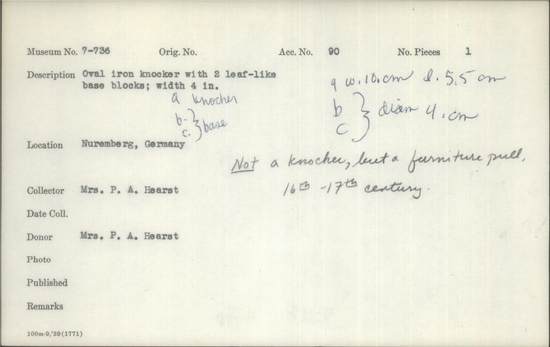 Museum No. 7-736 Orig. No. Acc. No. 90 No. Pieces 1
Description Oval iron knocker with 2 leaf-like
base blocks; width 4 in.
a knocker
b- } base
c.
a w. 10. cm d. 5.5 cm
b } diam 4. cm
c
Location Nuremberg, Germany
Not a knocker, but a furniture pull,
16th -17th century.
Collector Mrs. P. A. Hearst
Date Coll.
Donor Mrs. P. A. Hearst
Photo
Published
Remarks
100m-9,'39(1771)